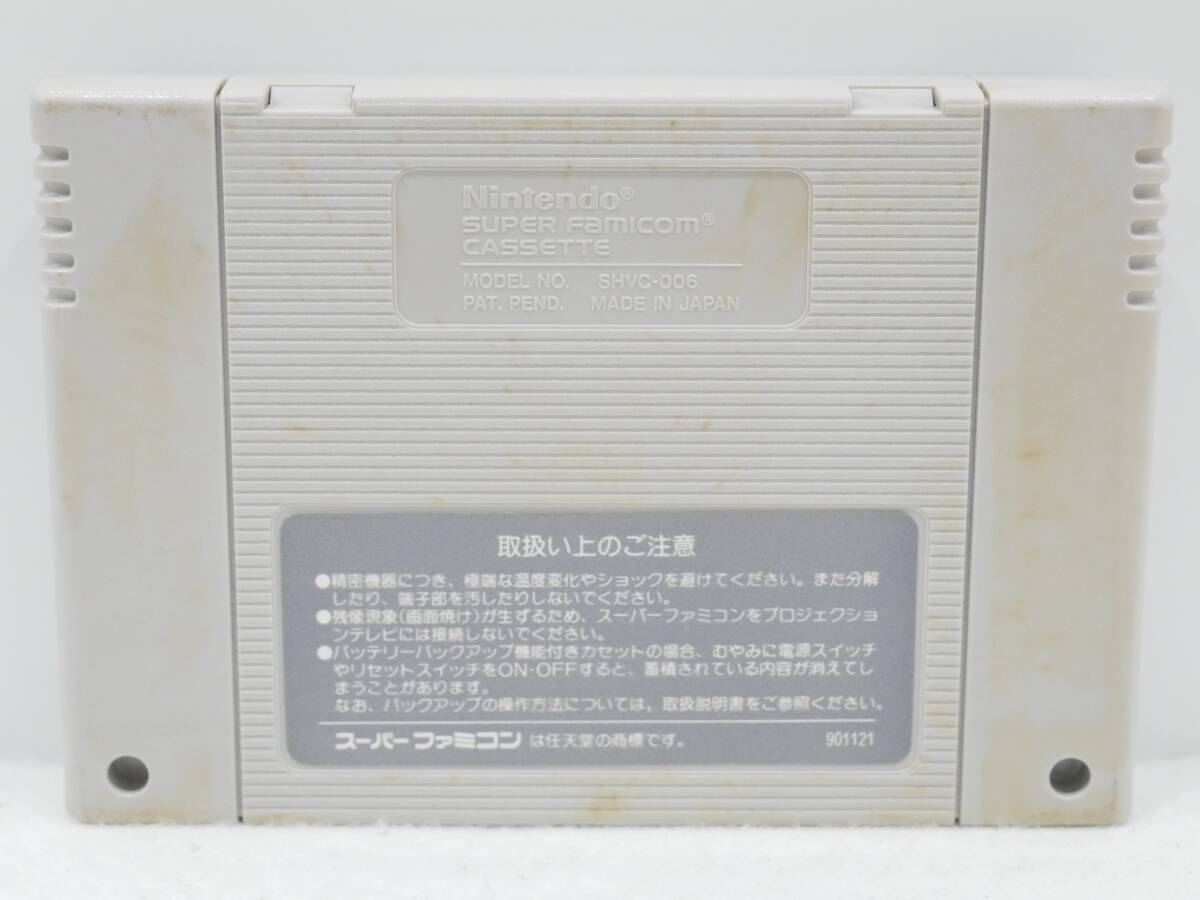 Nintendo®
SUPER Famicom®
CASSETTE
MODEL NO. SHVC-006
PAT. PEND. MADE IN JAPAN
取扱い上のご注意
●精密機器につき、極端な温度変化やショックを避けてください。また分解
したり、端子部を汚したりしないでください。
●残像現象(画面焼け)が生ずるため、スーパーファミコンをプロジェクショ
ンテレビには接続しないでください。
●バッテリーバックアップ機能付きカセットの場合、むやみに電源スイッチ
やリセットスイッチをON・OFFすると、蓄積されている内容が消えてし
まうことがあります。
なお、バックアップの操作方法については、取扱説明書をご参照ください。
スーパーファミコン は任天堂の商標です。 901121